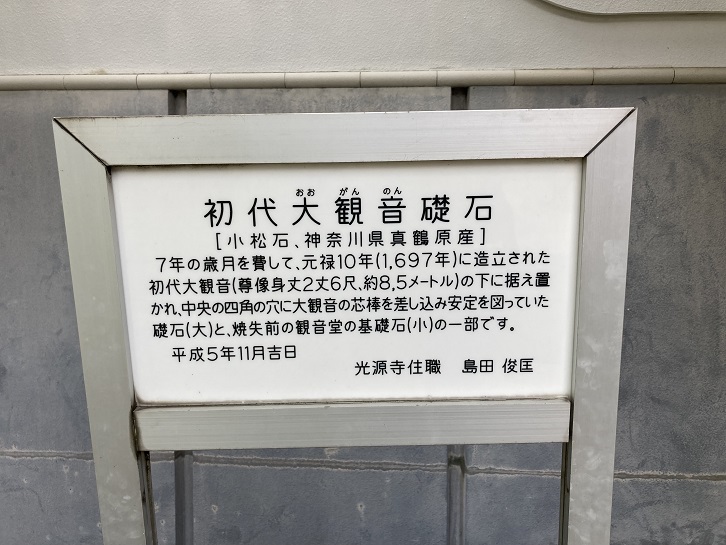 おお がん のん
初代大観音礎石
[小松石、神奈川県真鶴原産]
7年の歳月を費して、元禄10年(1,697年)に造立された
初代大観音(尊像身丈2丈6尺、約8,5メートル)の下に据え置
かれ、中央の四角の穴に大観音の芯棒を差し込み安定を図っていた
礎石(大)と、焼失前の観音堂の基礎石(小)の一部です。
平成5年11月吉日
光源寺住職 島田 俊匡